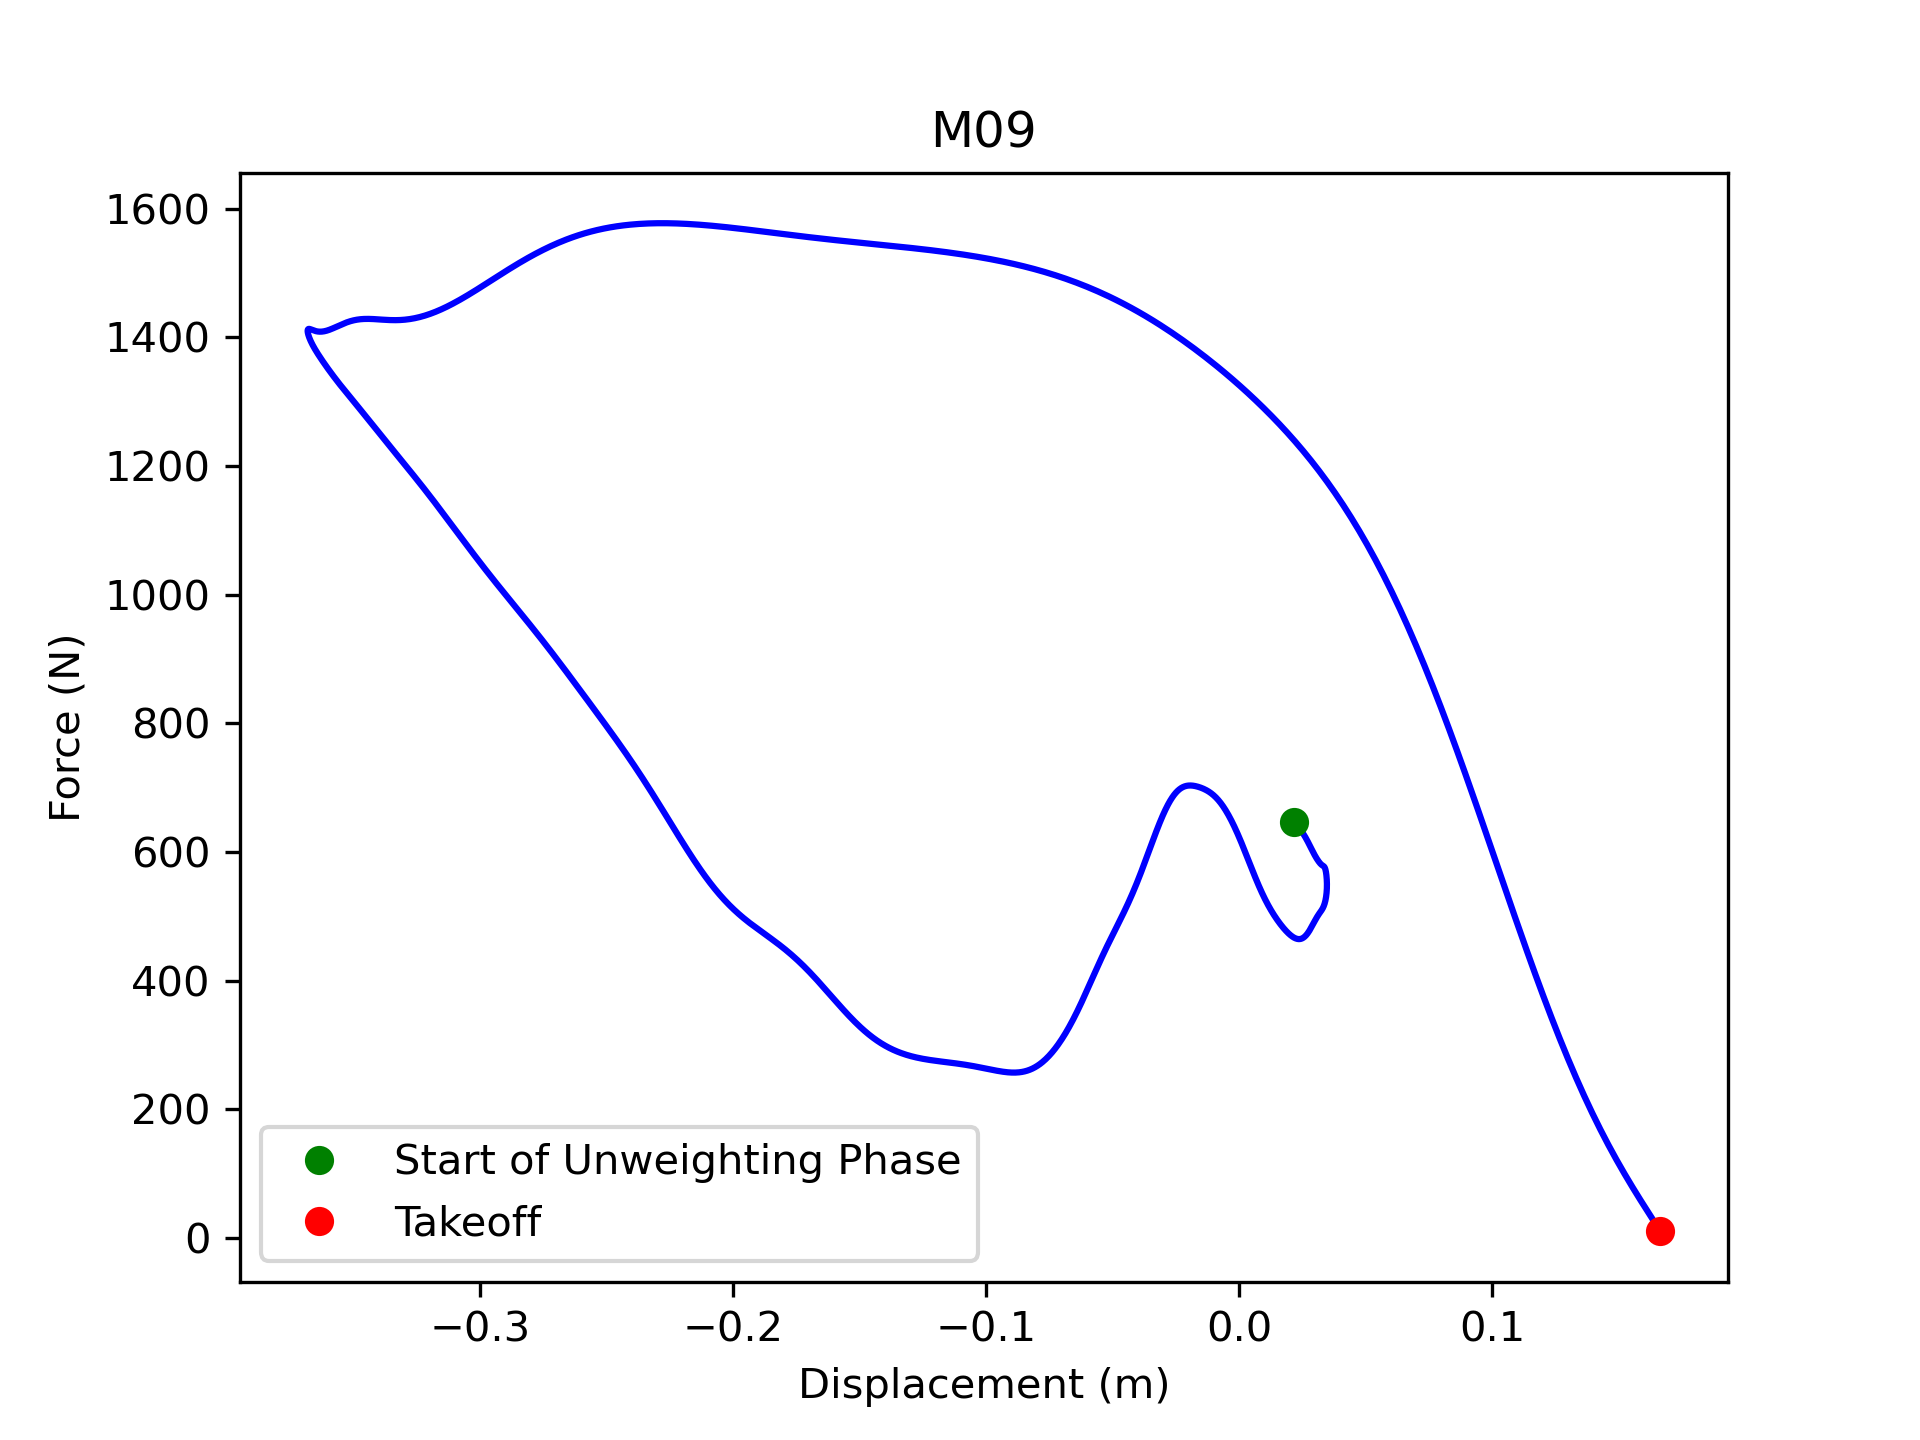 M09
1600
1400
1200
1000
800
600
400
200
0
Force (N)
Start of Unweighting Phase
Takeoff
−0.3 −0.2 −0.1 0.0 0.1
Displacement (m)